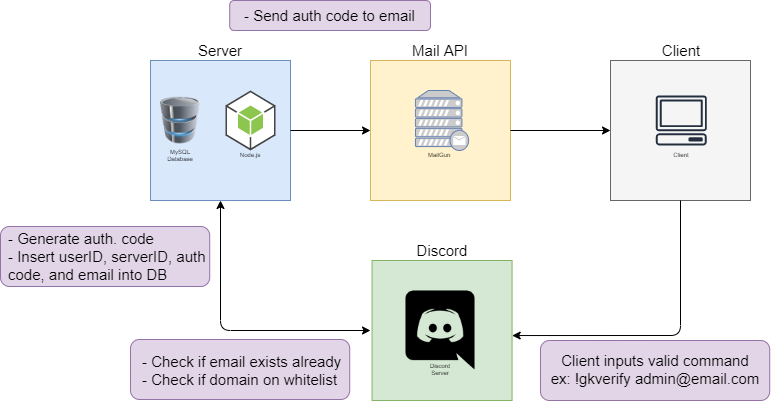 - Send auth code to email
Server
Mail API
Client
MySQL
Database
Node.js
MailGun
Client
- Generate auth. code
- Insert userID, serverID, auth
code, and email into DB
Discord
Discord
Server
- Check if email exists already
- Check if domain on whitelist
Client inputs valid command
ex: !gkverify admin@email.com